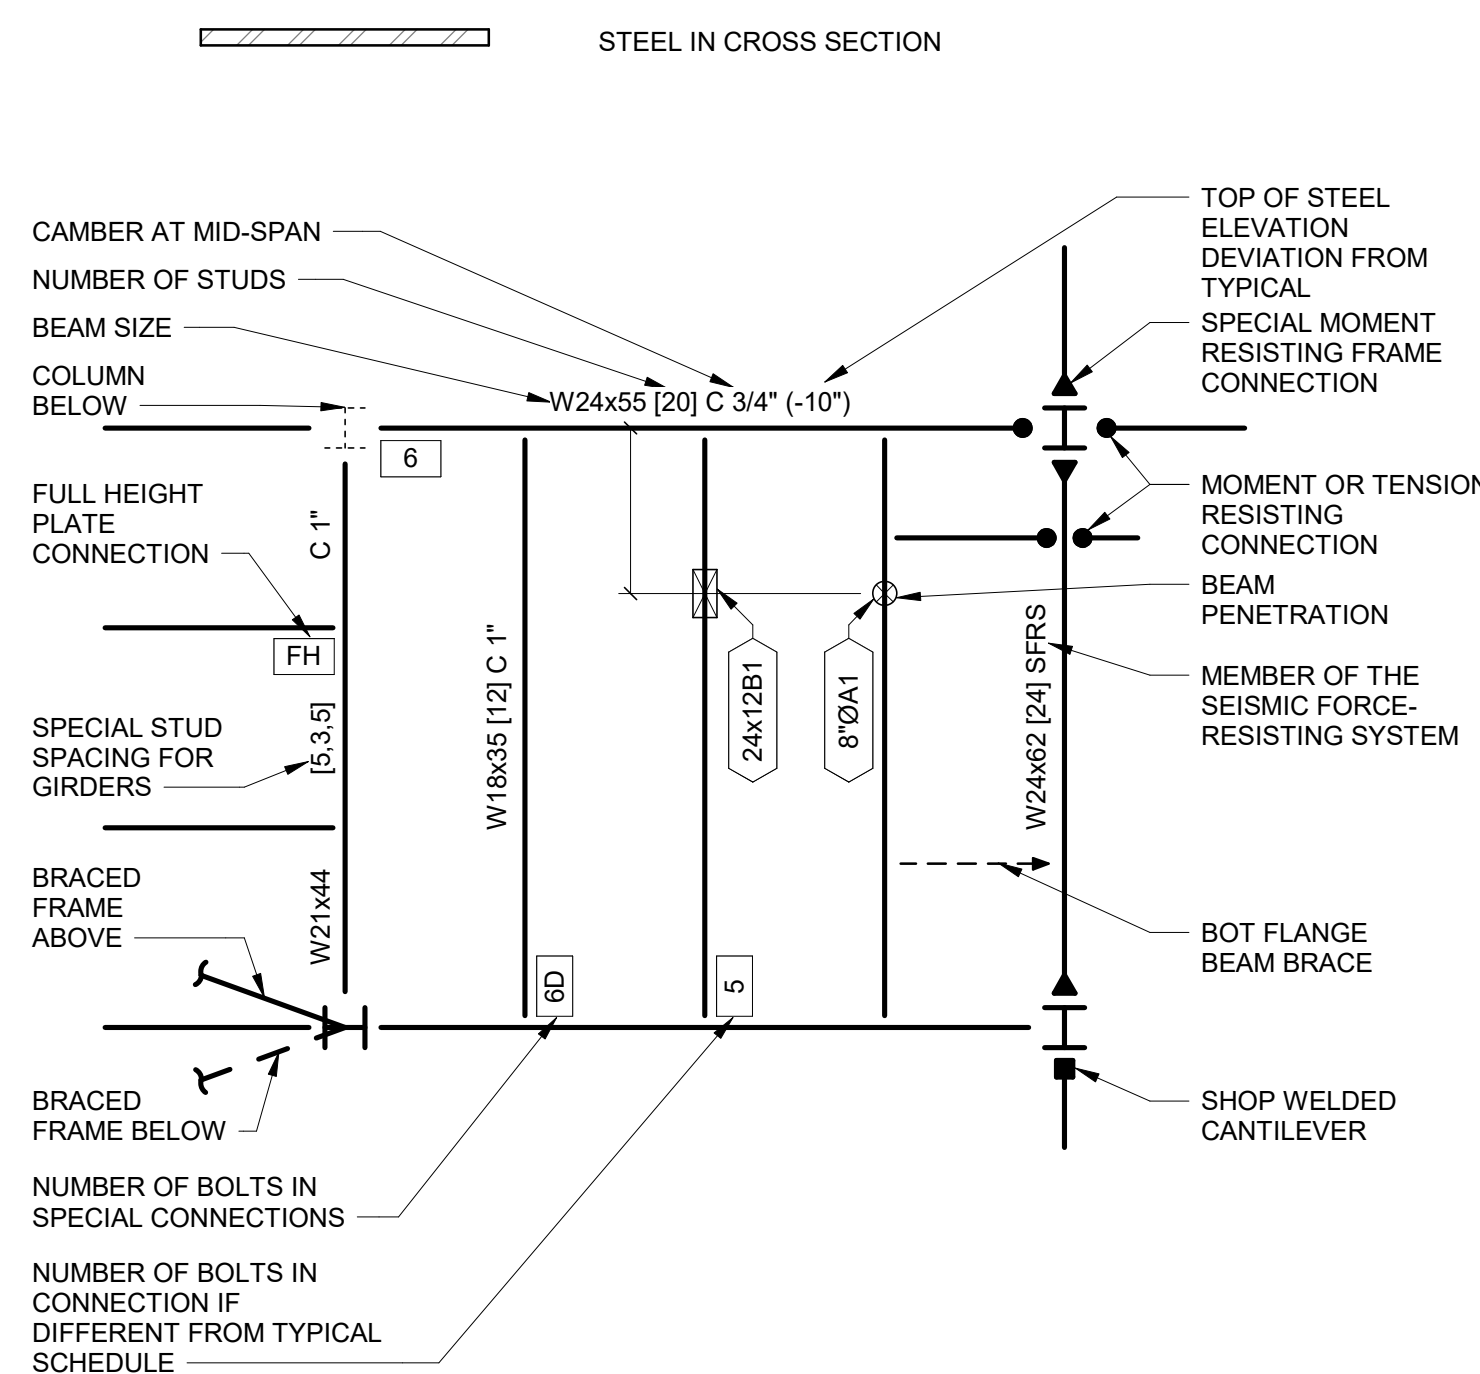 STEEL IN CROSS SECTION
CAMBER AT MID-SPAN
NUMBER OF STUDS
BEAM SIZE
COLUMN
BELOW
W24x55 [20] C 3/4" (-10")
TOP OF STEEL
ELEVATION
DEVIATION FROM
TYPICAL
SPECIAL MOMENT
RESISTING FRAME
CONNECTION
6
FULL HEIGHT
PLATE
CONNECTION
C 1"
FH
MOMENT OR TENSION
RESISTING
CONNECTION
BEAM
PENETRATION
SPECIAL STUD
SPACING FOR
GIRDERS
[5,3,5]
W18x35 [12] C 1"
24x12B1
8"ØA1
W24x62 [24] SFRS
MEMBER OF THE
SEISMIC FORCE-
RESISTING SYSTEM
BRACED
FRAME
ABOVE
W21x44
6D
5
BOT FLANGE
BEAM BRACE
BRACED
FRAME BELOW
SHOP WELDED
CANTILEVER
NUMBER OF BOLTS IN
SPECIAL CONNECTIONS
NUMBER OF BOLTS IN
CONNECTION IF
DIFFERENT FROM TYPICAL
SCHEDULE